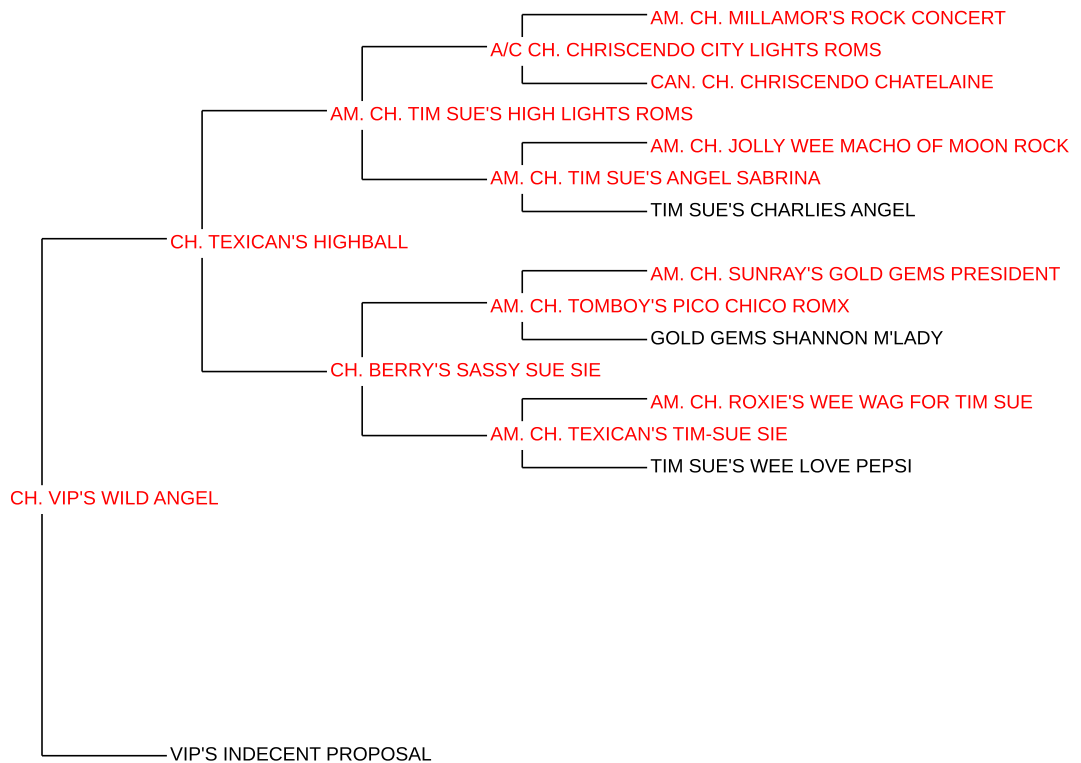 AM. CH. MILLAMOR'S ROCK CONCERT
A/C CH. CHRISCENDO CITY LIGHTS ROMS
CAN. CH. CHRISCENDO CHATELAINE
AM. CH. TIM SUE'S HIGH LIGHTS ROMS
AM. CH. JOLLY WEE MACHO OF MOON ROCK
AM. CH. TIM SUE'S ANGEL SABRINA
TIM SUE'S CHARLIES ANGEL
CH. TEXICAN'S HIGHBALL
AM. CH. SUNRAY'S GOLD GEMS PRESIDENT
AM. CH. TOMBOY'S PICO CHICO ROMX
GOLD GEMS SHANNON M'LADY
CH. BERRY'S SASSY SUE SIE
AM. CH. ROXIE'S WEE WAG FOR TIM SUE
AM. CH. TEXICAN'S TIM-SUE SIE
TIM SUE'S WEE LOVE PEPSI
CH. VIP'S WILD ANGEL
VIP'S INDECENT PROPOSAL